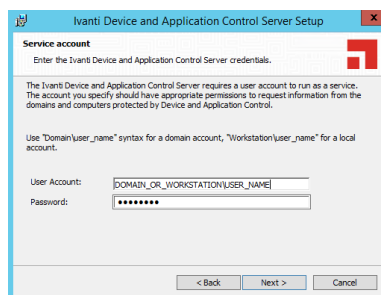 Ivanti Device and Application Control Server Setup
x
Service account
Enter the Ivanti Device and Application Control Server credentials.
The Ivanti Device and Application Control Server requires a user account to run as a service.
The account you specify should have appropriate permissions to request information from the
domains and computers protected by Device and Application Control.
Use "Domain\user_name" syntax for a domain account, "Workstation\user_name" for a local
account.
User Account:
DOMAIN_OR_WORKSTATION\USER_NAME
Password:
●●●●●●●●
< Back
Next >
Cancel